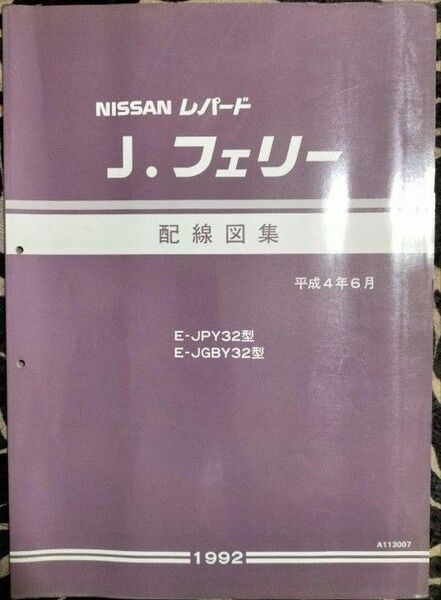 NISSAN レパード
J.フェリー
配線図集
平成4年6月
E-JPY32型
E-JGBY32型
A113007
1992